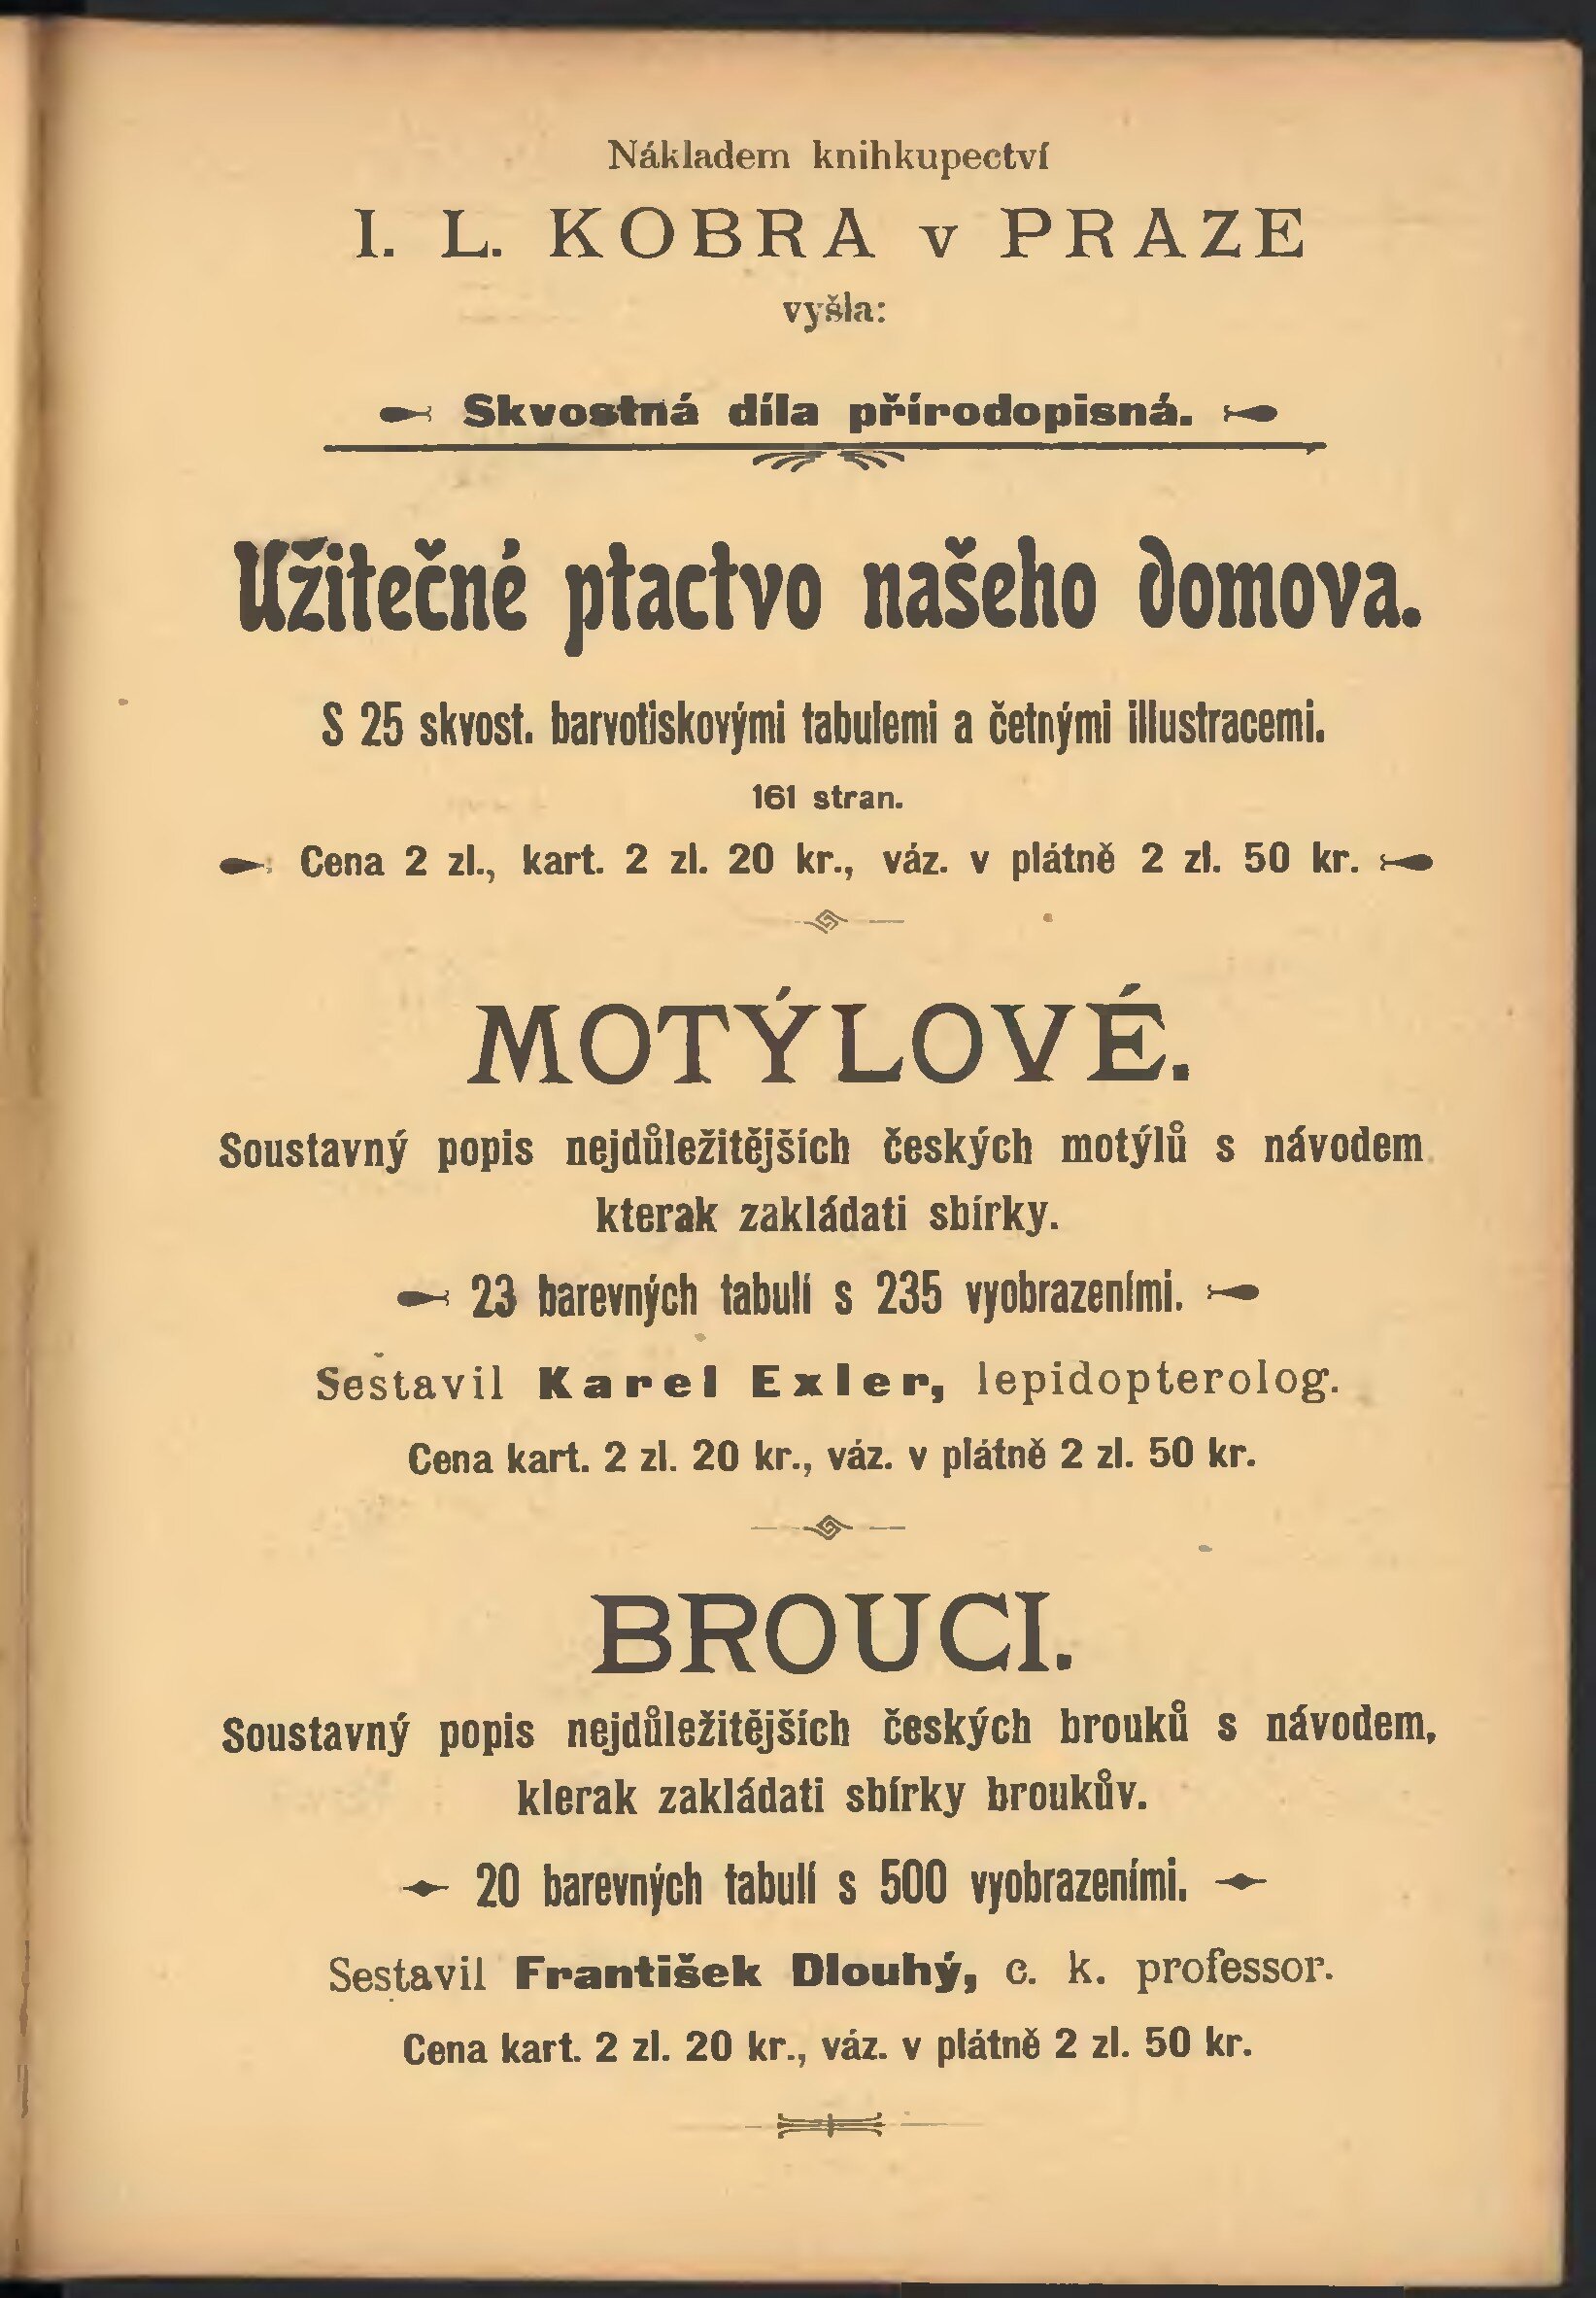 Nákladem knihkupectví
I. L. KOBRA v PRAZE
vyšla:
Skvostná díla přírodopisná.
Užitečné ptactvo našeho domova.
S 25 skvost. barvotiskovými tabulemi a četnými illustracemi.
161 stran.
Cena 2 zl., kart. 2 zl. 20 kr., váz. v plátně 2 zl. 50 kr.
MOTÝLOVÉ.
Soustavný popis nejdůležitějších českých motýlů s návodem
kterak zakládati sbírky.
23 barevných tabulí s 235 vyobrazeními.
Sestavil Karel Exler, lepidopterolog.
Cena kart. 2 zl. 20 kr., váz. v plátně 2 zl. 50 kr.
BROUCI.
Soustavný popis nejdůležitějších českých brouků s návodem,
kterak zakládati sbírky broukův.
20 barevných tabulí s 500 vyobrazeními.
Sestavil František Dlouhý, c. k. professor.
Cena kart. 2 zl. 20 kr., váz. v plátně 2 zl. 50 kr.